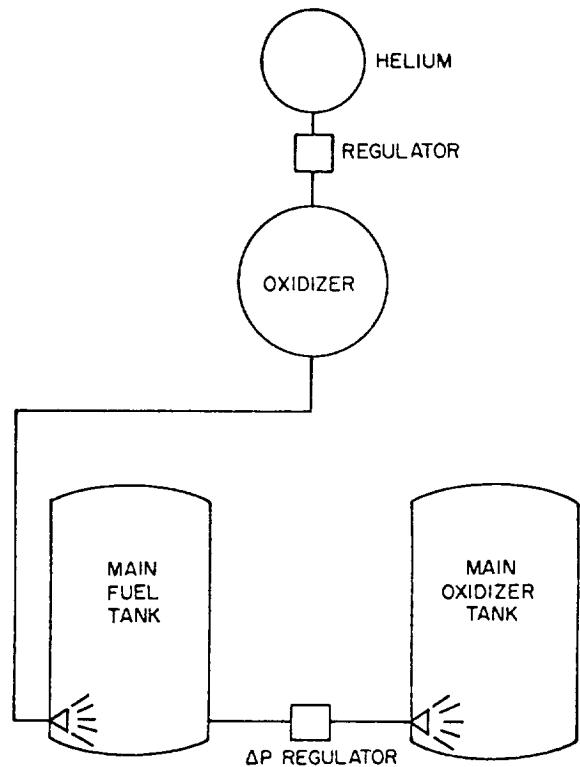 HELIUM
REGULATOR
OXIDIZER
MAIN
FUEL
TANK
MAIN
OXIDIZER
TANK
ΔP REGULATOR